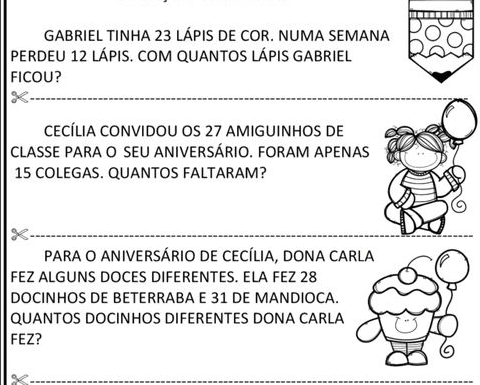 GABRIEL TINHA 23 LÁPIS DE COR. NUMA SEMANA
PERDEU 12 LÁPIS. COM QUANTOS LÁPIS GABRIEL
FICOU?
CECÍLIA CONVIDOU OS 27 AMIGUINHOS DE
CLASSE PARA O SEU ANIVERSÁRIO. FORAM APENAS
15 COLEGAS. QUANTOS FALTARAM?
PARA O ANIVERSÁRIO DE CECÍLIA, DONA CARLA
FEZ ALGUNS DOCES DIFERENTES. ELA FEZ 28
DOCINHOS DE BETERRABA E 31 DE MANDIOCA.
QUANTOS DOCINHOS DIFERENTES DONA CARLA
FEZ?